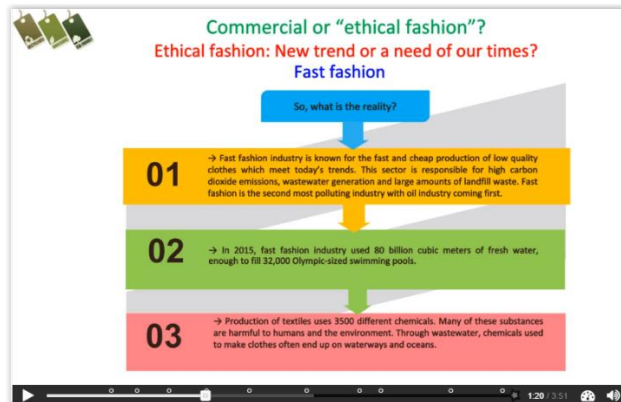 Commercial or “ethical fashion”?
Ethical fashion: New trend or a need of our times?
Fast fashion
So, what is the reality?
01
→ Fast fashion industry is known for the fast and cheap production of low quality
clothes which meet today’s trends. This sector is responsible for high carbon
dioxide emissions, wastewater generation and large amounts of landfill waste. Fast
fashion is the second most polluting industry with oil industry coming first.
02
→ In 2015, fast fashion industry used 80 billion cubic meters of fresh water,
enough to fill 32,000 Olympic-sized swimming pools.
03
→ Production of textiles uses 3500 different chemicals. Many of these substances
are harmful to humans and the environment. Through wastewater, chemicals used
to make clothes often end up on waterways and oceans.
1:20 / 3:51